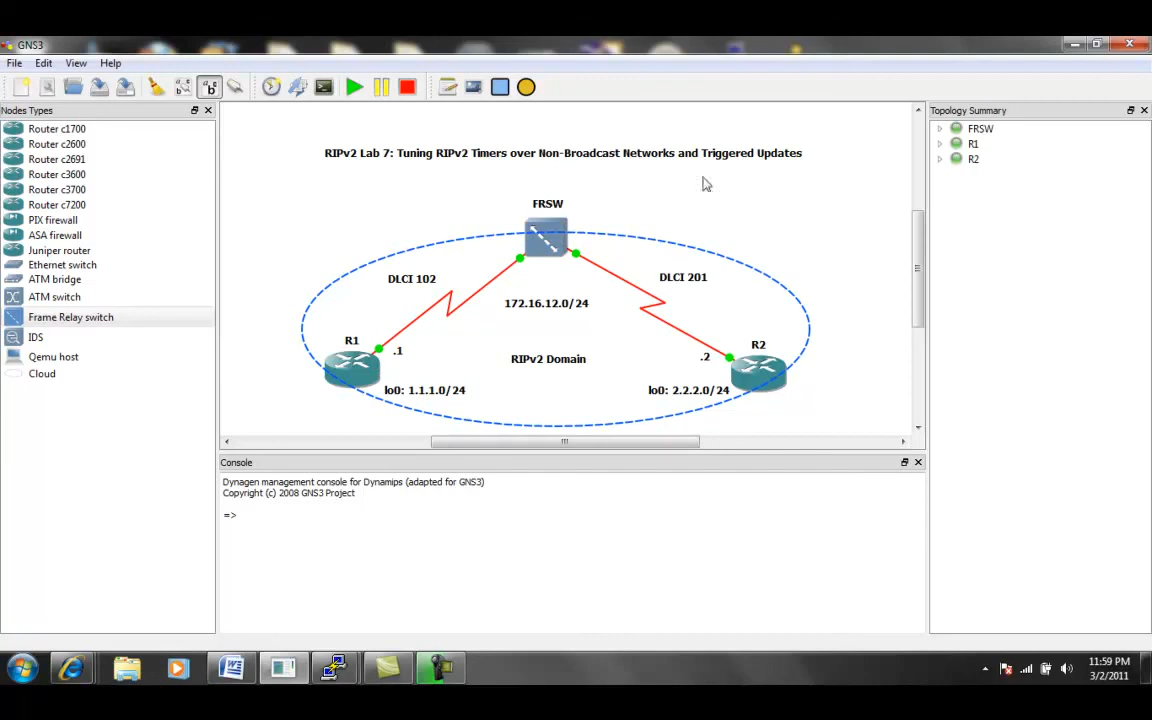 GNS3
File Edit View Help
Nodes Types
Router c1700
Router c2600
Router c2691
Router c3600
Router c3700
Router c7200
PIX firewall
ASA firewall
Juniper router
Ethernet switch
ATM bridge
ATM switch
Frame Relay switch
IDS
Qemu host
Cloud
RIPv2 Lab 7: Tuning RIPv2 Timers over Non-Broadcast Networks and Triggered Updates
FRSW
DLCI 102
DLCI 201
172.16.12.0/24
R1
.1
RIPv2 Domain
.2
R2
lo0: 1.1.1.0/24
lo0: 2.2.2.0/24
Topology Summary
FRSW
R1
R2
Console
Dynagen management console for Dynamips (adapted for GNS3)
Copyright (c) 2008 GNS3 Project
=>
11:59 PM
3/2/2011